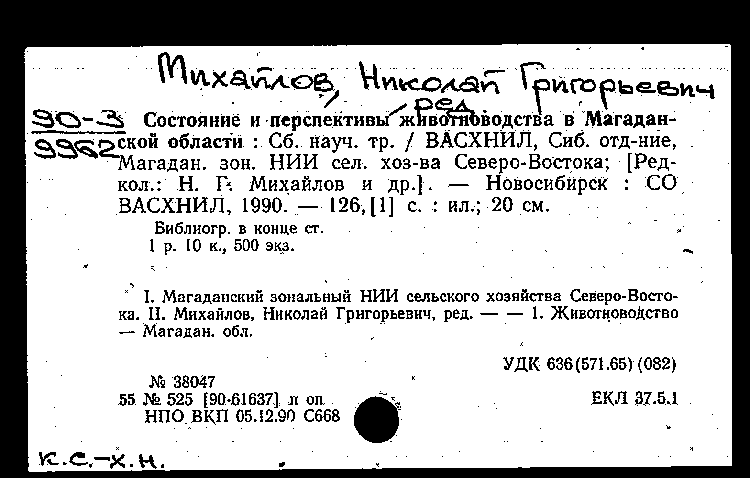 Михайлов, Николай Григорьевич
ред.
90-3
9962
Состояние и перспективы животноводства в Магадан-
ской области : Сб. науч. тр. / ВАСХНИЛ, Сиб. отд-ние,
Магадан. зон. НИИ сел. хоз-ва Северо-Востока; [Ред-
кол.: Н. Г. Михайлов и др.]. — Новосибирск : СО
ВАСХНИЛ, 1990. — 126, [1] с. : ил.; 20 см.
Библиогр. в конце ст.
1 р. 10 к., 500 экз.
I. Магаданский зональный НИИ сельского хозяйства Северо-Восто-
ка. II. Михайлов, Николай Григорьевич, ред. — — 1. Животноводство
— Магадан. обл.
УДК 636(571.65)(082)
№ 38047
55 № 525 [90-61637] п оп
ЕКЛ 37.5.1
НПО ВКП 05.12.90 С668
к.с.-х.н.